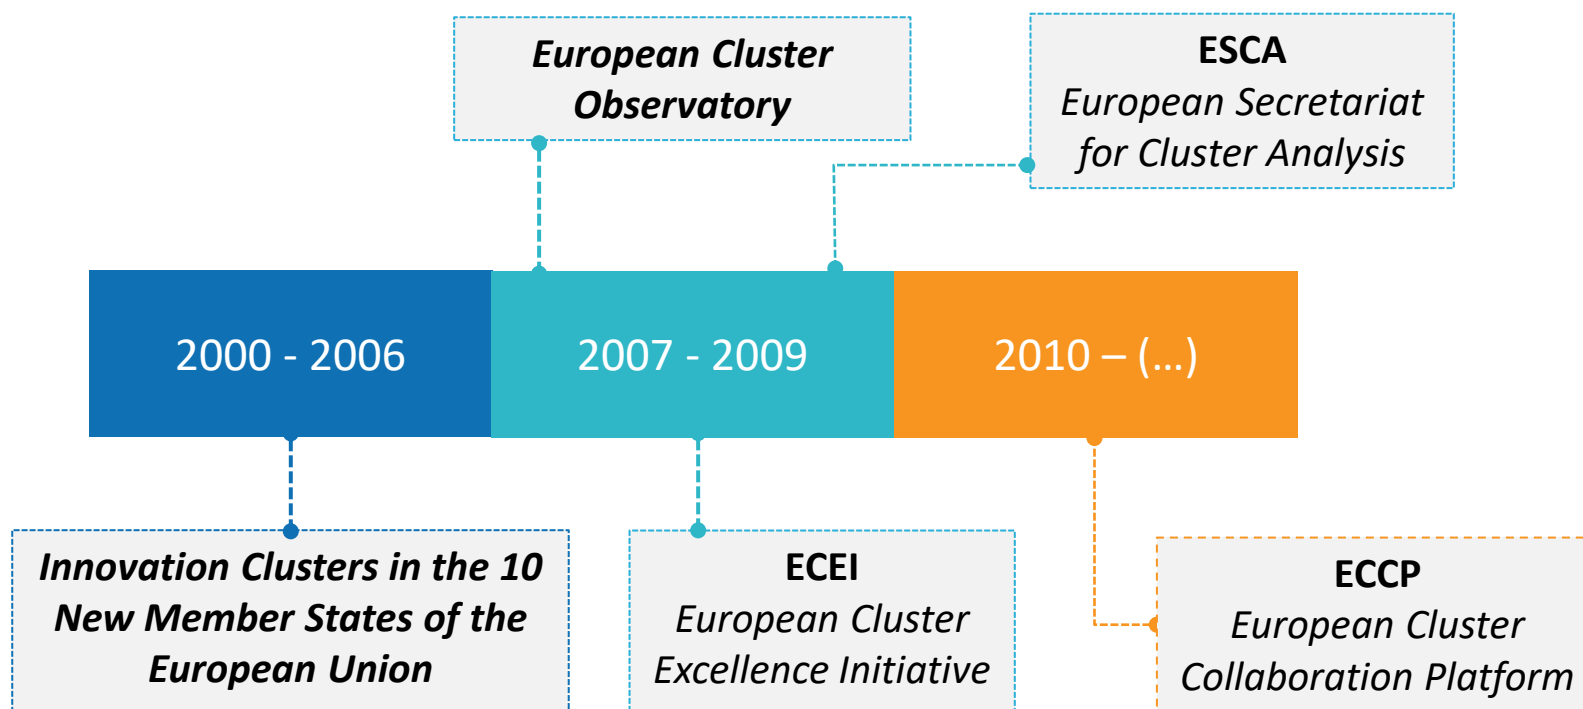 European Cluster
Observatory
ESCA
European Secretariat
for Cluster Analysis
2000 - 2006
2007 - 2009
2010 – (…)
Innovation Clusters in the 10
New Member States of the
European Union
ECEI
European Cluster
Excellence Initiative
ECCP
European Cluster
Collaboration Platform